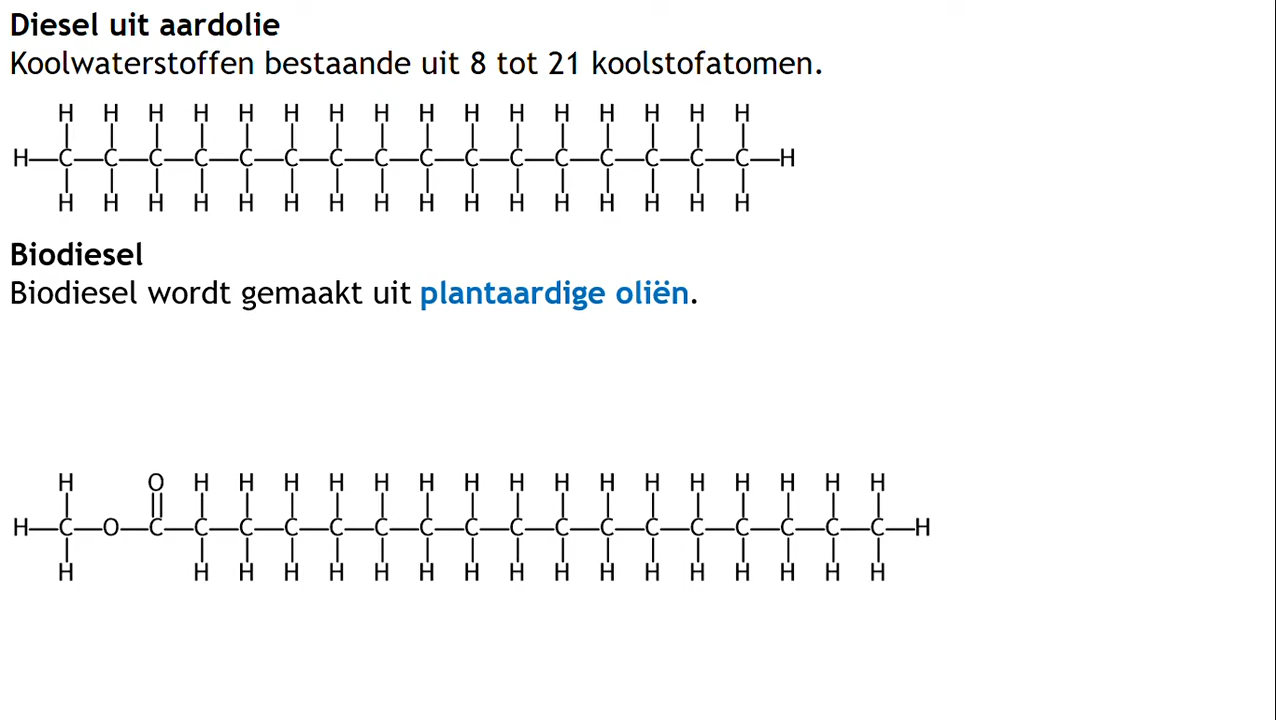 Diesel uit aardolie
Koolwaterstoffen bestaande uit 8 tot 21 koolstofatomen.
H H H H H H H H H H H H H H H H
H C C C C C C C C C C C C C C C C H
H H H H H H H H H H H H H H H H
Biodiesel
Biodiesel wordt gemaakt uit plantaardige oliën.
H O H H H H H H H H H H H H H H H H
H C O C C C C C C C C C C C C C C C C C H
H H H H H H H H H H H H H H H H H